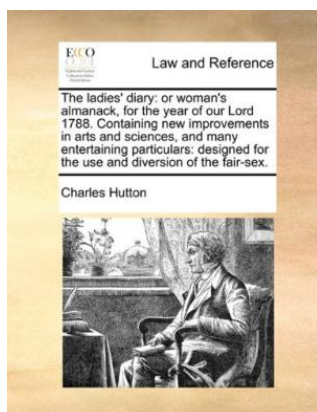 ECCO
Law and Reference
The ladies' diary: or woman's
almanack, for the year of our Lord
1788. Containing new improvements
in arts and sciences, and many
entertaining particulars: designed for
the use and diversion of the fair-sex.
Charles Hutton